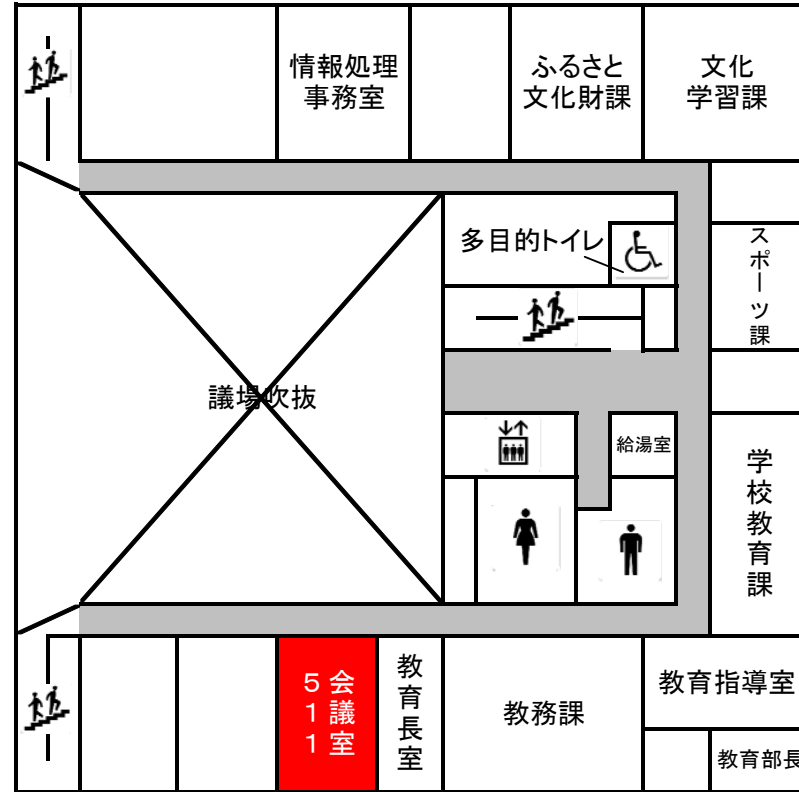 情報処理
事務室
ふるさと
文化財課
文化
学習課
多目的トイレ
スポーツ課
議場吹抜
給湯室
学校教育課
会議室
511
教育長室
教務課
教育指導室
教育部長